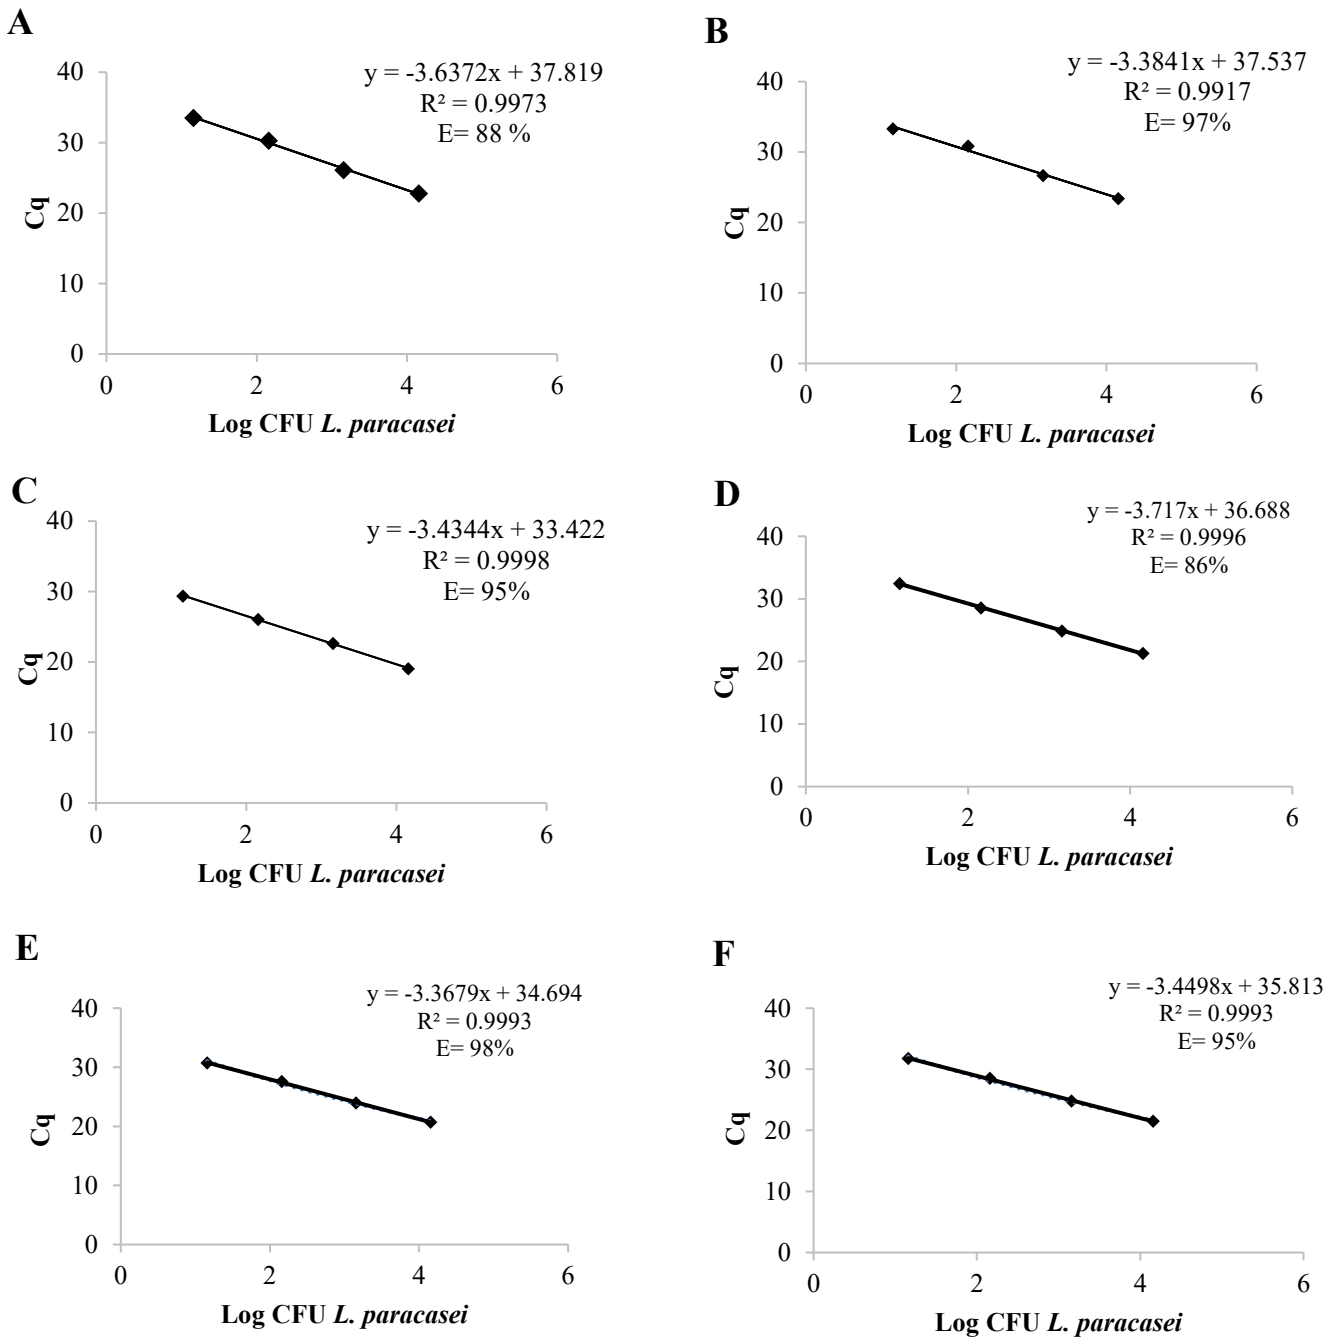 A
y = -3.6372x + 37.819
R² = 0.9973
E= 88 %
40
30
20
10
0
Cq
0 2 4 6
Log CFU L. paracasei
B
y = -3.3841x + 37.537
R² = 0.9917
E= 97%
40
30
20
10
0
Cq
0 2 4 6
Log CFU L. paracasei
C
y = -3.4344x + 33.422
R² = 0.9998
E= 95%
40
30
20
10
0
Cq
0 2 4 6
Log CFU L. paracasei
D
y = -3.717x + 36.688
R² = 0.9996
E= 86%
40
30
20
10
0
Cq
0 2 4 6
Log CFU L. paracasei
E
y = -3.3679x + 34.694
R² = 0.9993
E= 98%
40
30
20
10
0
Cq
0 2 4 6
Log CFU L. paracasei
F
y = -3.4498x + 35.813
R² = 0.9993
E= 95%
40
30
20
10
0
Cq
0 2 4 6
Log CFU L. paracasei